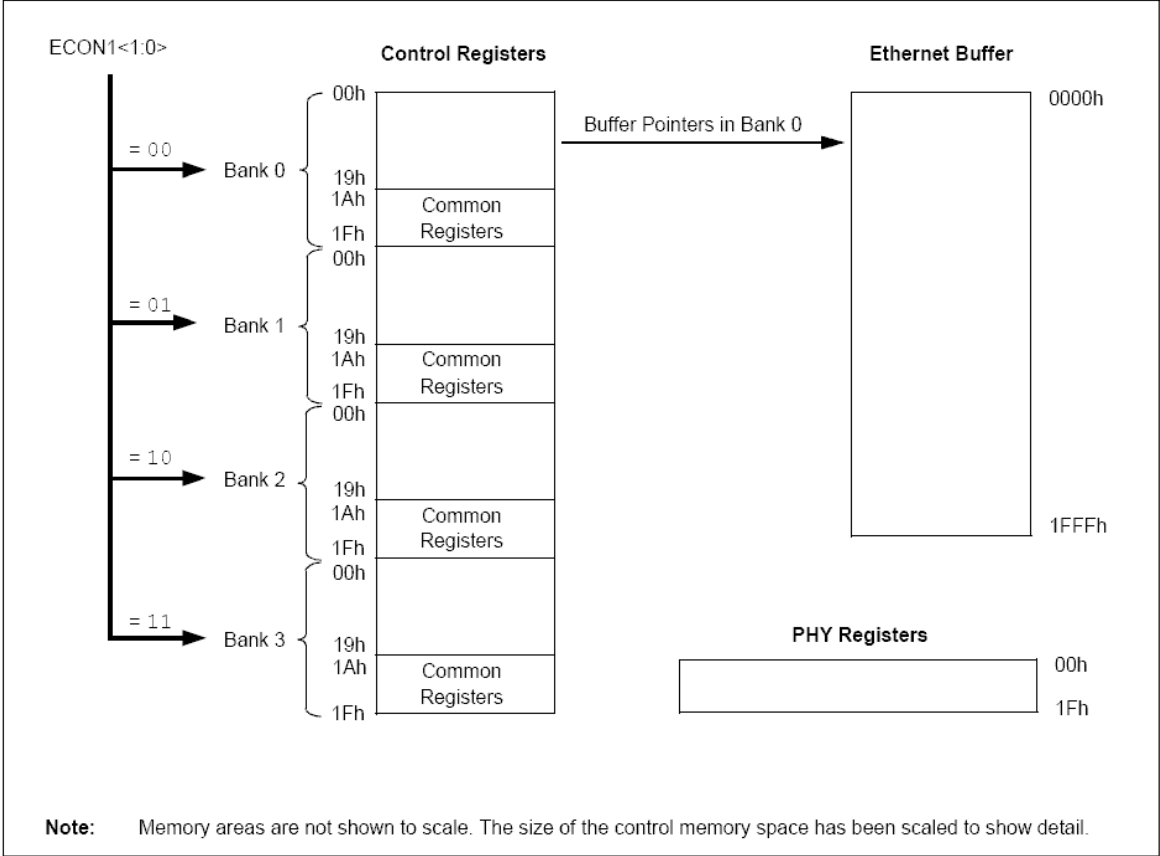 ECON1<1:0>
Control Registers
Ethernet Buffer
00h
0000h
Buffer Pointers in Bank 0
= 00
Bank 0
19h
1Ah
Common
Registers
1Fh
00h
= 01
Bank 1
19h
1Ah
Common
Registers
1Fh
00h
= 10
Bank 2
19h
1Ah
Common
Registers
1Fh
1FFFh
00h
= 11
Bank 3
19h
1Ah
Common
Registers
1Fh
PHY Registers
00h
1Fh
Note: Memory areas are not shown to scale. The size of the control memory space has been scaled to show detail.